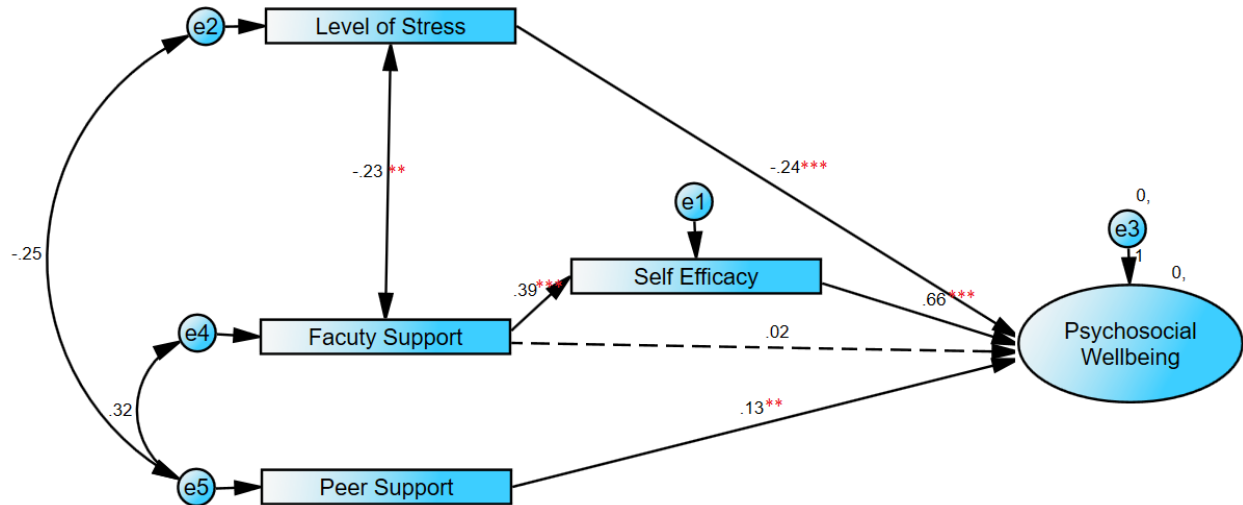 e2
Level of Stress
-.23 **
-.24***
e1
0,
e3
1
0,
-.25
.39***
Self Efficacy
.66***
e4
Facuty Support
.02
Psychosocial
Wellbeing
.32
.13**
e5
Peer Support